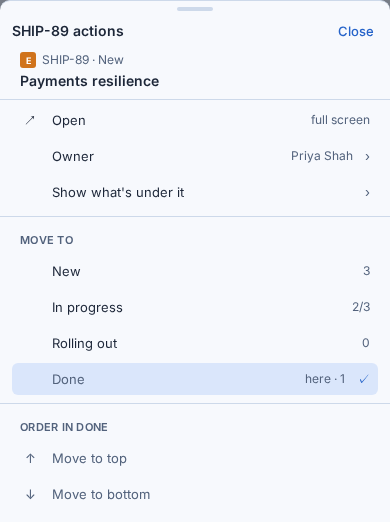 SHIP-89 actions Close
E SHIP-89 · New
Payments resilience
↗ Open full screen
Owner Priya Shah ›
Show what's under it ›
MOVE TO
New 3
In progress 2/3
Rolling out 0
Done here · 1 ✓
ORDER IN DONE
↑ Move to top
↓ Move to bottom